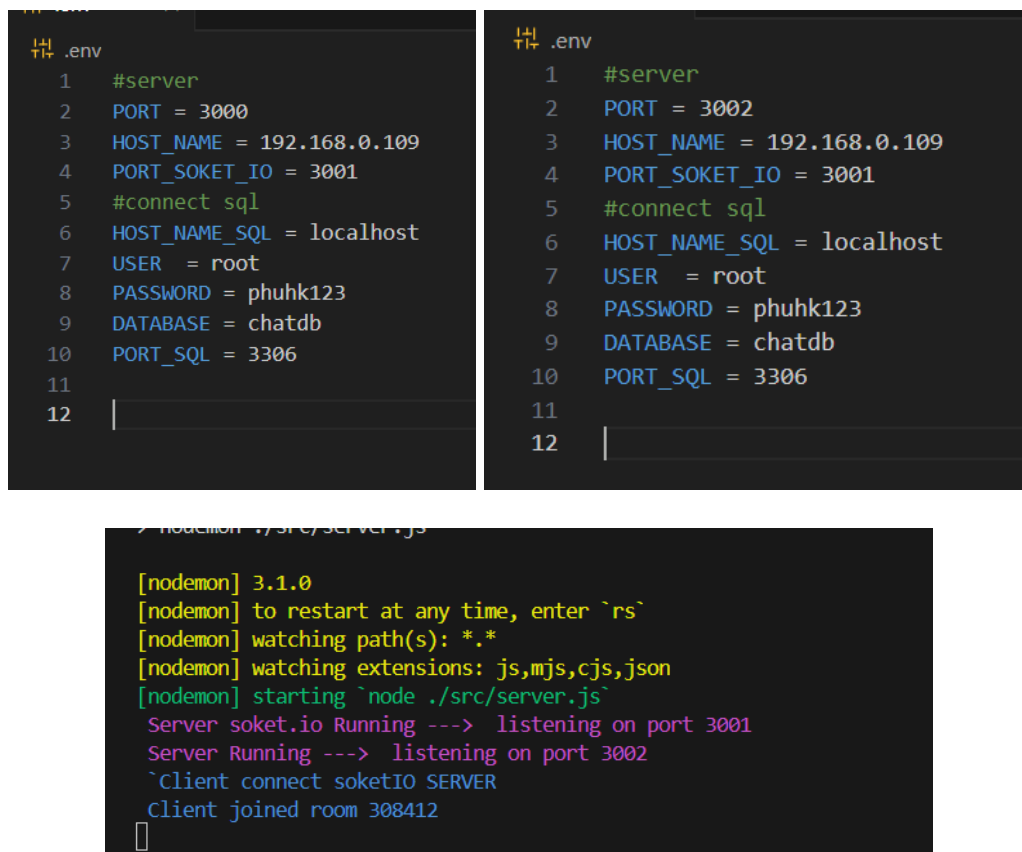 .env
1 #server
2 PORT = 3000
3 HOST_NAME = 192.168.0.109
4 PORT_SOKET_IO = 3001
5 #connect sql
6 HOST_NAME_SQL = localhost
7 USER  = root
8 PASSWORD = phuhk123
9 DATABASE = chatdb
10 PORT_SQL = 3306
11
12
.env
1 #server
2 PORT = 3002
3 HOST_NAME = 192.168.0.109
4 PORT_SOKET_IO = 3001
5 #connect sql
6 HOST_NAME_SQL = localhost
7 USER  = root
8 PASSWORD = phuhk123
9 DATABASE = chatdb
10 PORT_SQL = 3306
11
12
> nodemon ./src/server.js
[nodemon] 3.1.0
[nodemon] to restart at any time, enter `rs`
[nodemon] watching path(s): *.*
[nodemon] watching extensions: js,mjs,cjs,json
[nodemon] starting `node ./src/server.js`
Server soket.io Running --->  listening on port 3001
Server Running --->  listening on port 3002
`Client connect soketIO SERVER
Client joined room 308412